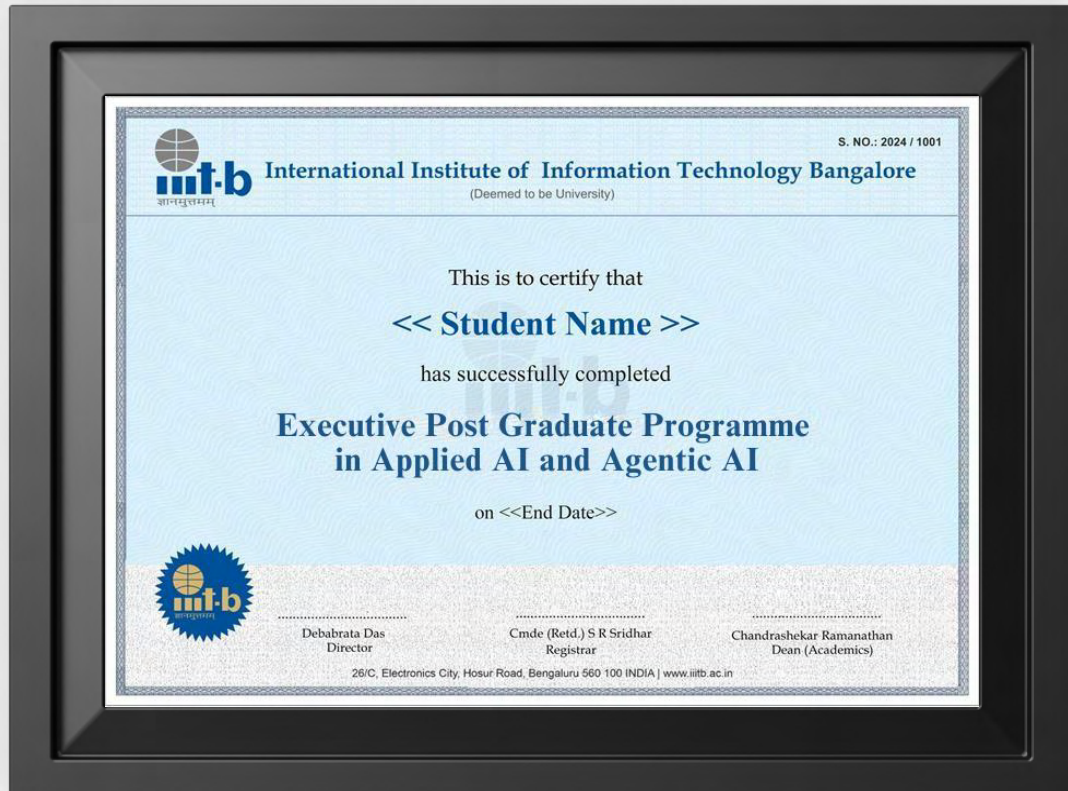 S. NO.: 2024 / 1001
iiit-b
ज्ञानमुत्तमम्
International Institute of Information Technology Bangalore
(Deemed to be University)
This is to certify that
<< Student Name >>
has successfully completed
iiit-b
Executive Post Graduate Programme
in Applied AI and Agentic AI
on <<End Date>>
iiit-b
ज्ञानमुत्तमम्
Debabrata Das
Director
Cmde (Retd.) S R Sridhar
Registrar
Chandrashekar Ramanathan
Dean (Academics)
26/C, Electronics City, Hosur Road, Bengaluru 560 100 INDIA | www.iiitb.ac.in